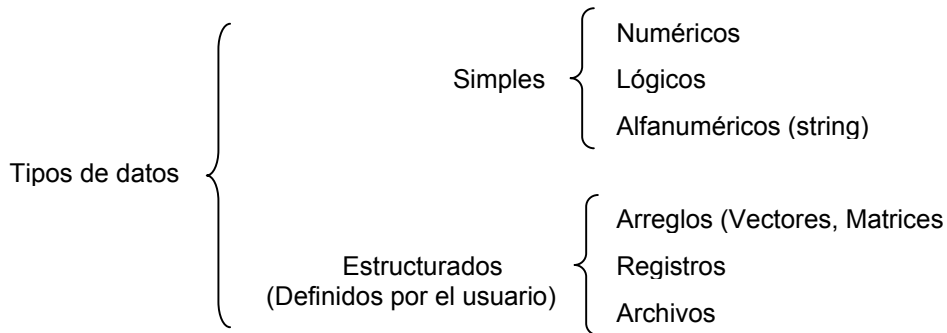 Numéricos
Simples
Lógicos
Alfanuméricos (string)
Tipos de datos
Arreglos (Vectores, Matrices
Estructurados
(Definidos por el usuario)
Registros
Archivos